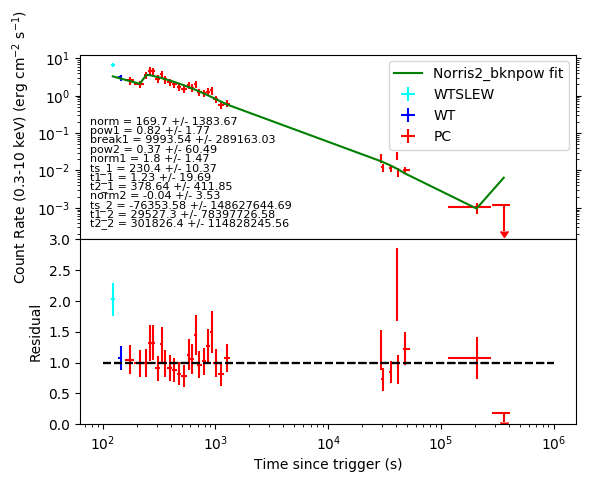 Count Rate (0.3-10 keV) (erg cm⁻² s⁻¹)
10¹
10⁰
10⁻¹
10⁻²
10⁻³
Norris2_bknpow fit
WTSLEW
WT
PC
norm = 169.7 +/- 1383.67
pow1 = 0.82 +/- 1.77
break1 = 9993.54 +/- 289163.03
pow2 = 0.37 +/- 60.49
norm1 = 1.8 +/- 1.47
ts_1 = 230.4 +/- 10.37
t1_1 = 1.23 +/- 19.69
t2_1 = 378.64 +/- 411.85
norm2 = -0.04 +/- 3.53
ts_2 = -76353.58 +/- 148627644.69
t1_2 = 29527.3 +/- 78397726.58
t2_2 = 301826.4 +/- 114828245.56
Residual
3.0
2.5
2.0
1.5
1.0
0.5
0.0
10² 10³ 10⁴ 10⁵ 10⁶
Time since trigger (s)